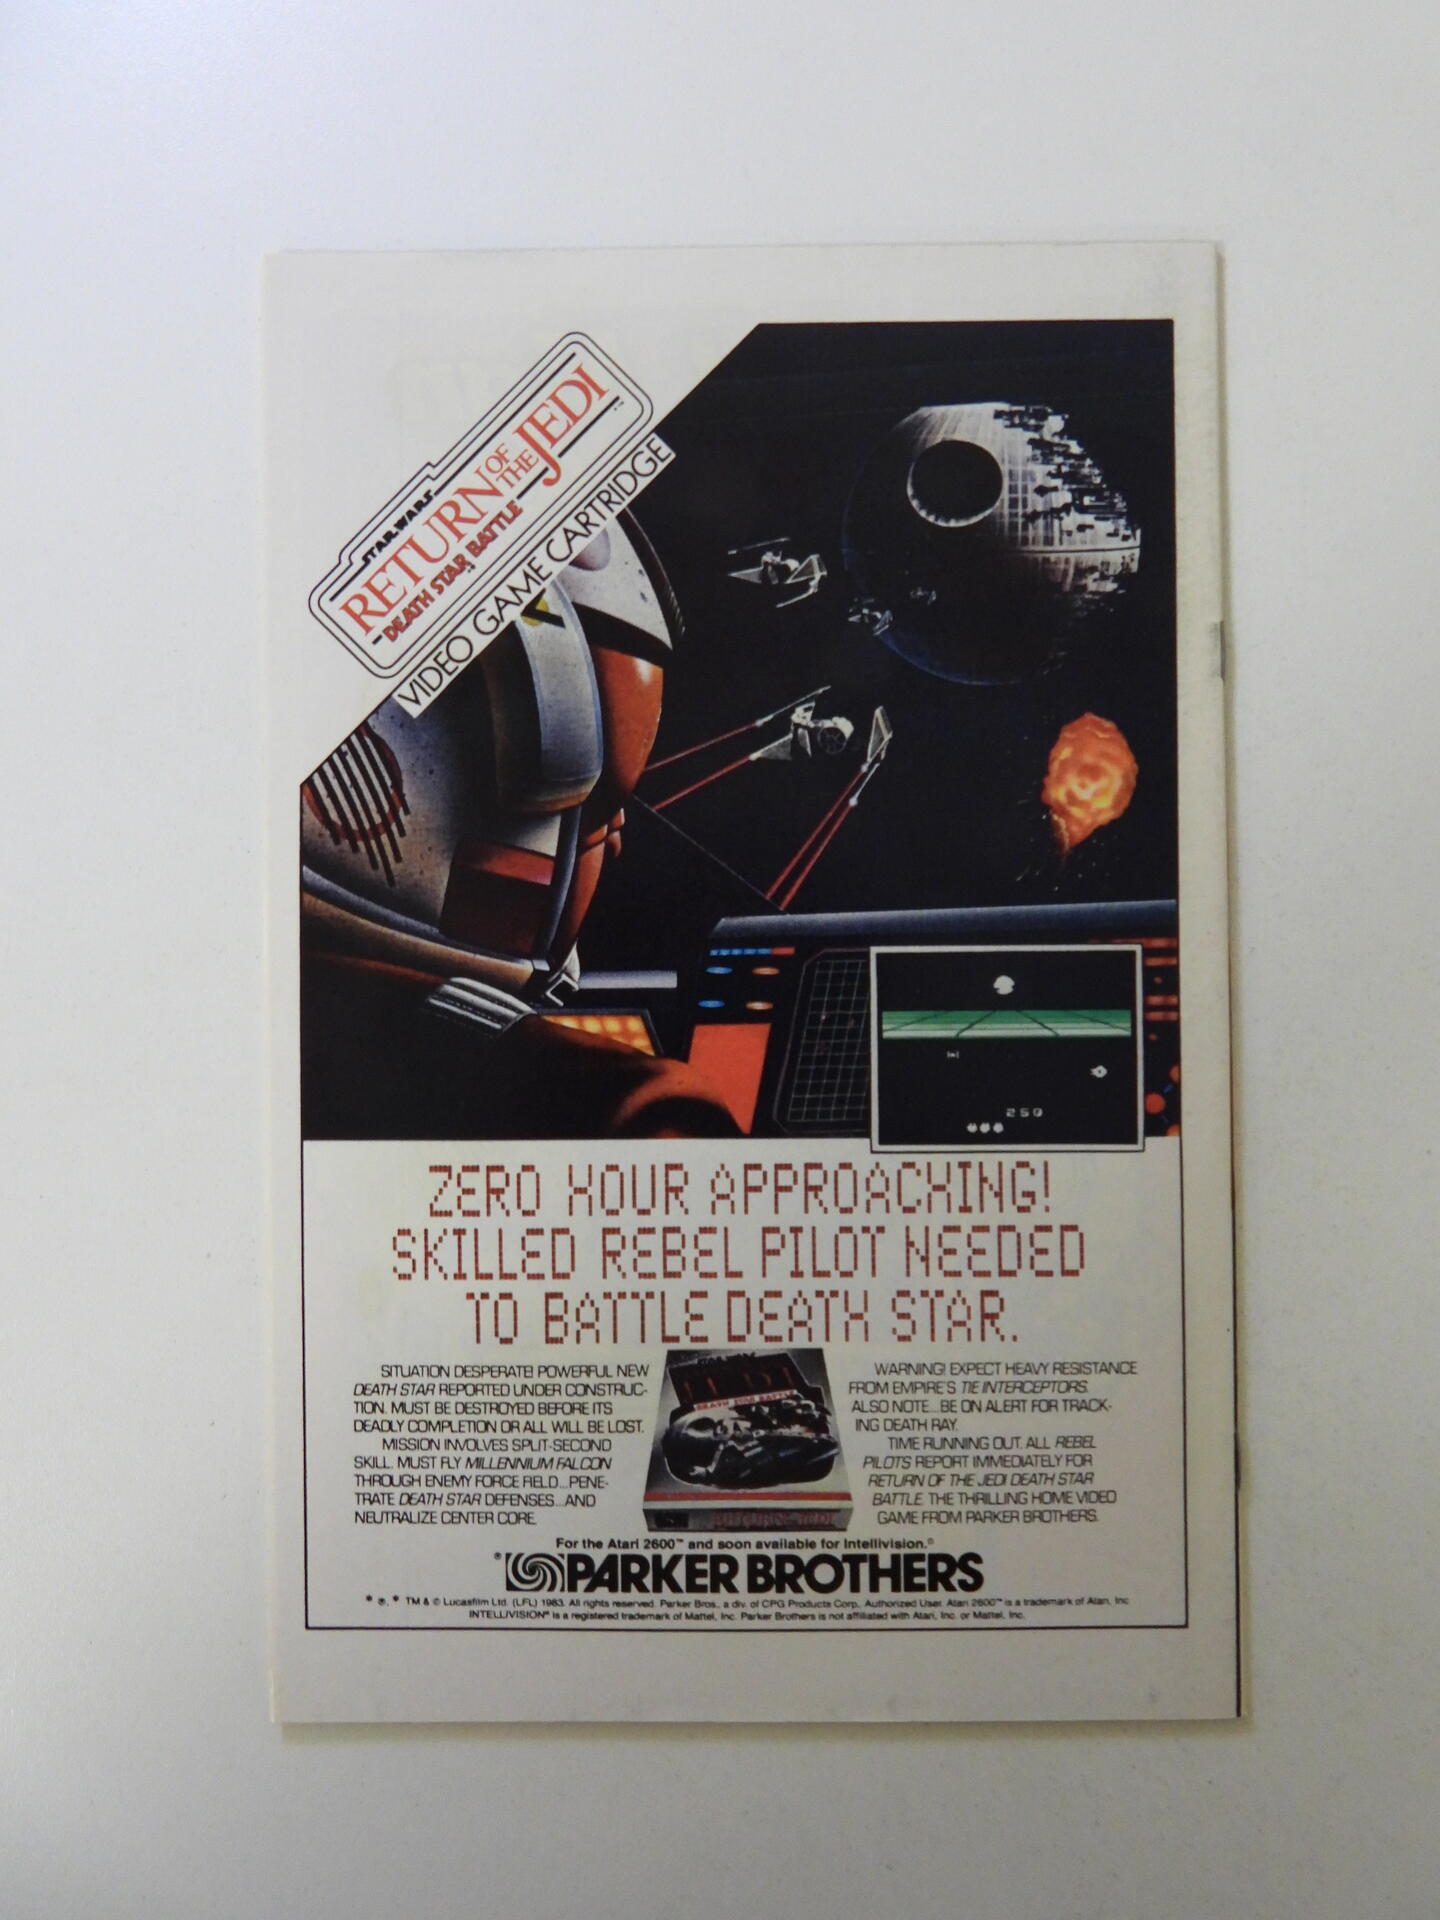 STAR WARS
RETURN OF THE JEDI
DEATH STAR BATTLE
VIDEO GAME CARTRIDGE
250
ZERO HOUR APPROACHING!
SKILLED REBEL PILOT NEEDED
TO BATTLE DEATH STAR.
SITUATION DESPERATE! POWERFUL NEW
DEATH STAR REPORTED UNDER CONSTRUC-
TION. MUST BE DESTROYED BEFORE ITS
DEADLY COMPLETION OR ALL WILL BE LOST.
MISSION INVOLVES SPLIT-SECOND
SKILL. MUST FLY MILLENNIUM FALCON
THROUGH ENEMY FORCE FIELD...PENE-
TRATE DEATH STAR DEFENSES...AND
NEUTRALIZE CENTER CORE.
JEDI
DEATH STAR BATTLE
RETURN OF THE JEDI
WARNING! EXPECT HEAVY RESISTANCE
FROM EMPIRE'S TIE INTERCEPTORS.
ALSO NOTE...BE ON ALERT FOR TRACK-
ING DEATH RAY.
TIME RUNNING OUT. ALL REBEL
PILOTS REPORT IMMEDIATELY FOR
RETURN OF THE JEDI DEATH STAR
BATTLE. THE THRILLING HOME VIDEO
GAME FROM PARKER BROTHERS.
For the Atari 2600™ and soon available for Intellivision.®
® PARKER BROTHERS
* ®, * TM & © Lucasfilm Ltd. (LFL) 1983. All rights reserved. Parker Bros., a div. of CPG Products Corp., Authorized User. Atari 2600™ is a trademark of Atari, Inc.
INTELLIVISION® is a registered trademark of Mattel, Inc. Parker Brothers is not affiliated with Atari, Inc. or Mattel, Inc.